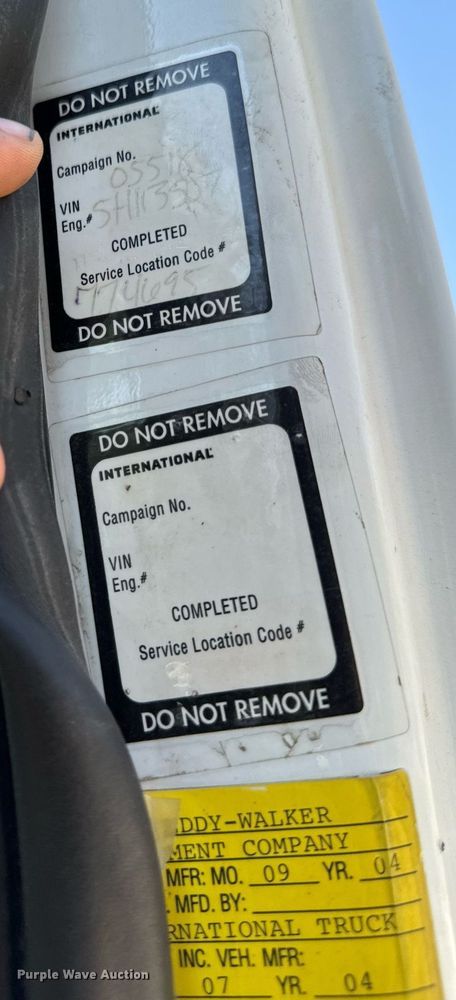 DO NOT REMOVE
INTERNATIONAL
Campaign No.
VIN
Eng.#
COMPLETED
Service Location Code #
DO NOT REMOVE
DO NOT REMOVE
INTERNATIONAL
Campaign No.
VIN
Eng.#
COMPLETED
Service Location Code #
DO NOT REMOVE
DDY-WALKER
MENT COMPANY
MFR: MO. 09 YR. 04
. MFD. BY:
RNATIONAL TRUCK
INC. VEH. MFR:
07 YR. 04
Purple Wave Auction